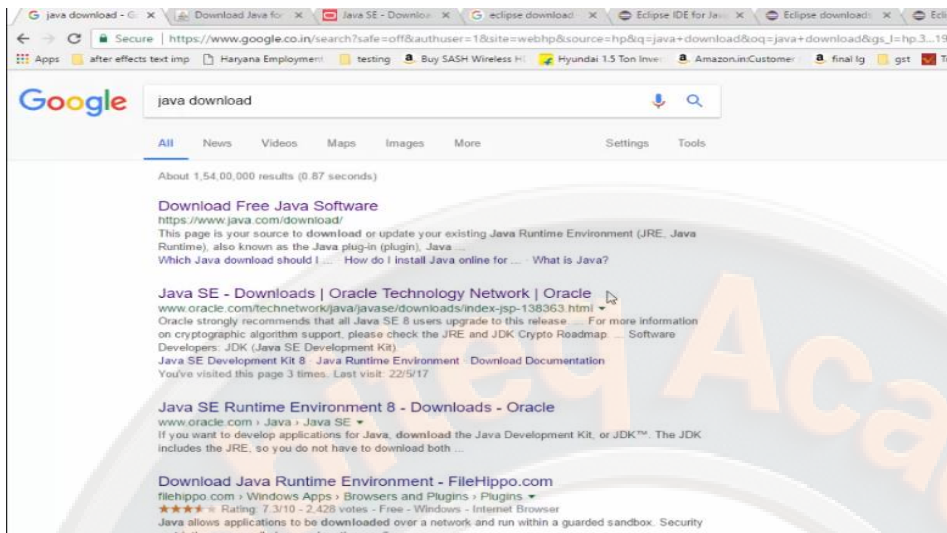 java download - G
Download Java for
Java SE - Downloa
eclipse download
Eclipse IDE for Jav
Eclipse downloads
Ecl
Secure | https://www.google.co.in/search?safe=off&authuser=1&site=webhp&source=hp&q=java+download&oq=java+download&gs_l=hp.3...19
Apps after effects text imp Haryana Employment testing Buy SASH Wireless H Hyundai 1.5 Ton Inve Amazon.in:Customer final lg gst
Google java download
All News Videos Maps Images More Settings Tools
About 1,54,00,000 results (0.87 seconds)
Download Free Java Software
https://www.java.com/download/
This page is your source to download or update your existing Java Runtime Environment (JRE, Java
Runtime), also known as the Java plug-in (plugin), Java ...
Which Java download should I ... · How do I install Java online for ... · What is Java?
Java SE - Downloads | Oracle Technology Network | Oracle
www.oracle.com/technetwork/java/javase/downloads/index-jsp-138363.html
Oracle strongly recommends that all Java SE 8 users upgrade to this release ... For more information
on cryptographic algorithm support, please check the JRE and JDK Crypto Roadmap. ... Software
Developers: JDK (Java SE Development Kit).
Java SE Development Kit 8 · Java Runtime Environment · Download Documentation
You've visited this page 3 times. Last visit: 22/5/17
Java SE Runtime Environment 8 - Downloads - Oracle
www.oracle.com › Java › Java SE
If you want to develop applications for Java, download the Java Development Kit, or JDK™. The JDK
includes the JRE, so you do not have to download both ...
Download Java Runtime Environment - FileHippo.com
filehippo.com › Windows Apps › Browsers and Plugins › Plugins
Rating: 7.3/10 - 2,428 votes - Free - Windows - Internet Browser
Java allows applications to be downloaded over a network and run within a guarded sandbox. Security